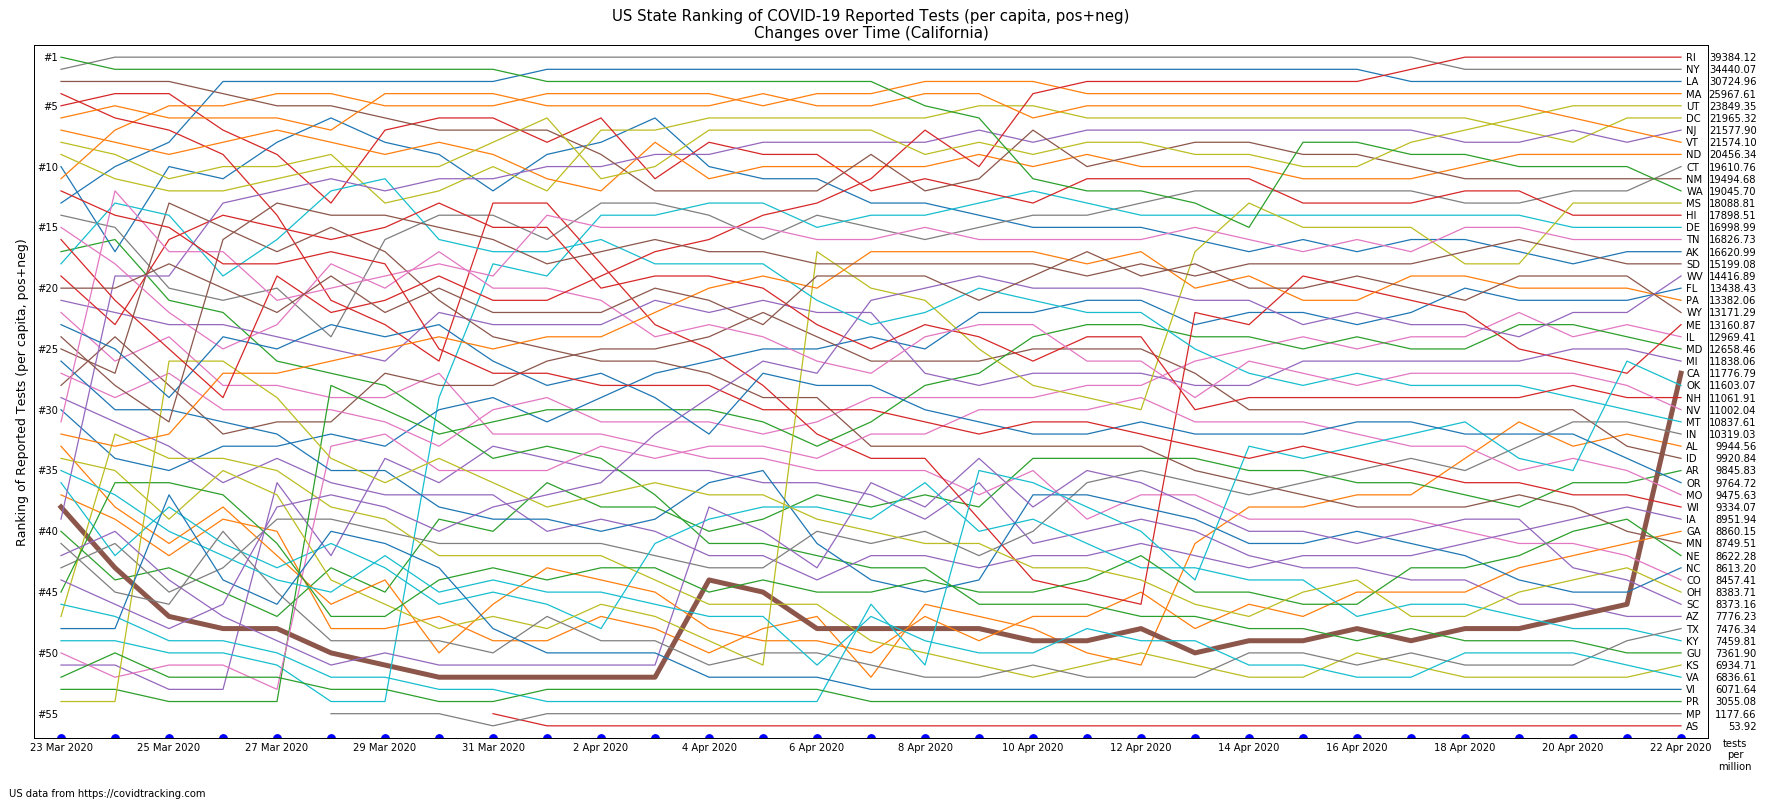 US State Ranking of COVID-19 Reported Tests (per capita, pos+neg)
Changes over Time (California)
Ranking of Reported Tests (per capita, pos+neg)
#1
#5
#10
#15
#20
#25
#30
#35
#40
#45
#50
#55
RI 39384.12
NY 34440.07
LA 30724.96
MA 25967.61
UT 23849.35
DC 21965.32
NJ 21577.90
VT 21574.10
ND 20456.34
CT 19610.76
NM 19494.68
WA 19045.70
MS 18088.81
HI 17898.51
DE 16998.99
TN 16826.73
AK 16620.99
SD 15199.08
WV 14416.89
FL 13438.43
PA 13382.06
WY 13171.29
ME 13160.87
IL 12969.41
MD 12658.46
MI 11838.06
CA 11776.79
OK 11603.07
NH 11061.91
NV 11002.04
MT 10837.61
IN 10319.03
AL 9944.56
ID 9920.84
AR 9845.83
OR 9764.72
MO 9475.63
WI 9334.07
IA 8951.94
GA 8860.15
MN 8749.51
NE 8622.28
NC 8613.20
CO 8457.41
OH 8383.71
SC 8373.16
AZ 7776.23
TX 7476.34
KY 7459.81
GU 7361.90
KS 6934.71
VA 6836.61
VI 6071.64
PR 3055.08
MP 1177.66
AS 53.92
23 Mar 2020 25 Mar 2020 27 Mar 2020 29 Mar 2020 31 Mar 2020 2 Apr 2020 4 Apr 2020 6 Apr 2020 8 Apr 2020 10 Apr 2020 12 Apr 2020 14 Apr 2020 16 Apr 2020 18 Apr 2020 20 Apr 2020 22 Apr 2020
tests
per
million
US data from https://covidtracking.com